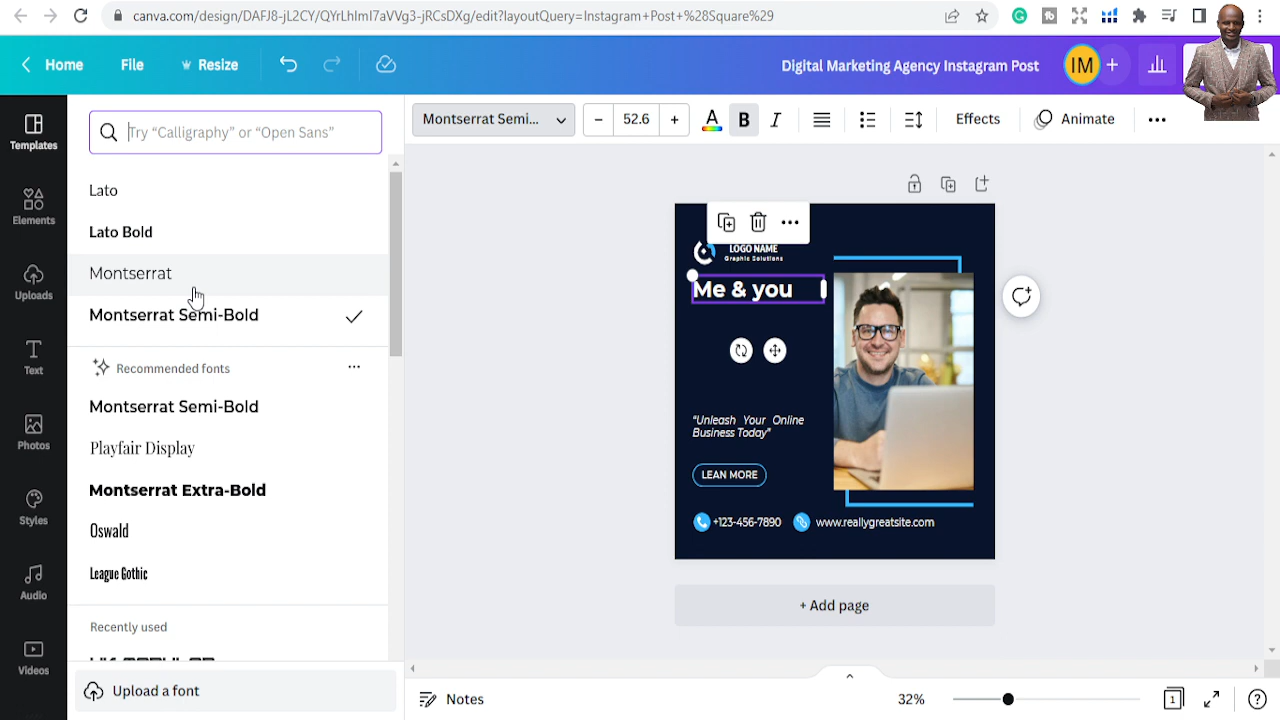 canva.com/design/DAFJ8-jL2CY/QYrLhImI7aVVg3-jRCsDXg/edit?layoutQuery=Instagram+Post+%28Square%29
Home
File
Resize
Digital Marketing Agency Instagram Post
IM
+
Templates
Elements
Uploads
Text
Photos
Styles
Audio
Videos
Try “Calligraphy” or “Open Sans”
Lato
Lato Bold
Montserrat
Montserrat Semi-Bold
Recommended fonts
Montserrat Semi-Bold
Playfair Display
Montserrat Extra-Bold
Oswald
League Gothic
Recently used
Upload a font
Montserrat Semi...
– 52.6 +
A
B
I
Effects
Animate
LOGO NAME
Graphic Solutions
Me & you
“Unleash Your Online
Business Today”
LEAN MORE
+123-456-7890
www.reallygreatsite.com
+ Add page
Notes
32%
1
?